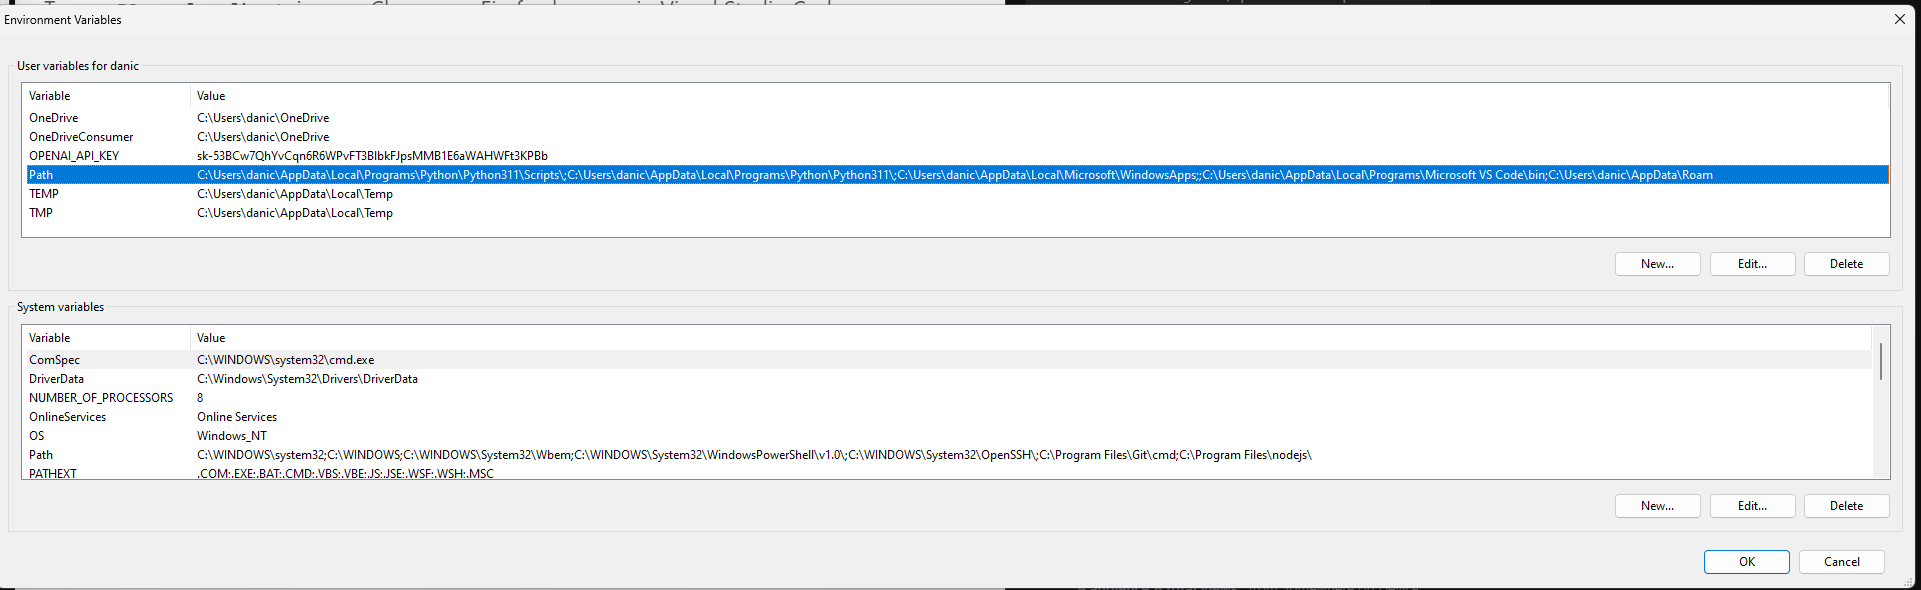 Environment Variables
User variables for danic
Variable Value
OneDrive C:\Users\danic\OneDrive
OneDriveConsumer C:\Users\danic\OneDrive
OPENAI_API_KEY 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
Path C:\Users\danic\AppData\Local\Programs\Python\Python311\Scripts\;C:\Users\danic\AppData\Local\Programs\Python\Python311\;C:\Users\danic\AppData\Local\Microsoft\WindowsApps;;C:\Users\danic\AppData\Local\Programs\Microsoft VS Code\bin;C:\Users\danic\AppData\Roam
TEMP C:\Users\danic\AppData\Local\Temp
TMP C:\Users\danic\AppData\Local\Temp
New... Edit... Delete
System variables
Variable Value
ComSpec C:\WINDOWS\system32\cmd.exe
DriverData C:\Windows\System32\Drivers\DriverData
NUMBER_OF_PROCESSORS 8
OnlineServices Online Services
OS Windows_NT
Path C:\WINDOWS\system32;C:\WINDOWS;C:\WINDOWS\System32\Wbem;C:\WINDOWS\System32\WindowsPowerShell\v1.0\;C:\WINDOWS\System32\OpenSSH\;C:\Program Files\Git\cmd;C:\Program Files\nodejs\
PATHEXT .COM;.EXE;.BAT;.CMD;.VBS;.VBE;.JS;.JSE;.WSF;.WSH;.MSC
New... Edit... Delete
OK Cancel